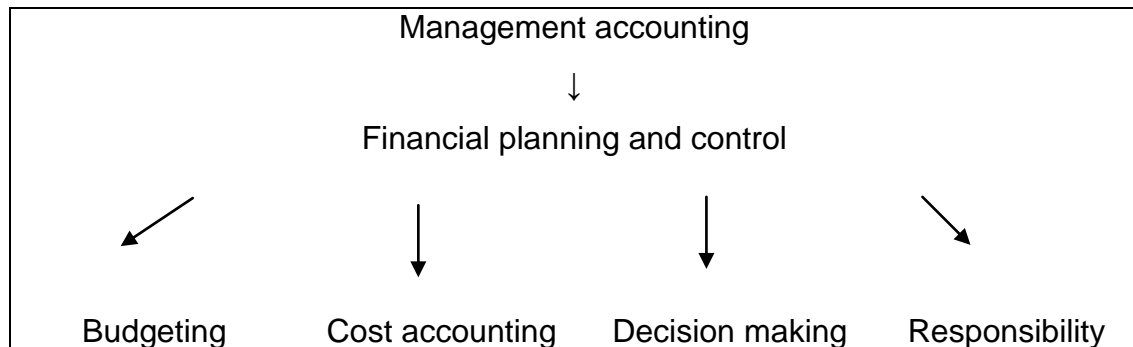 Management accounting
↓
Financial planning and control
Budgeting Cost accounting Decision making Responsibility